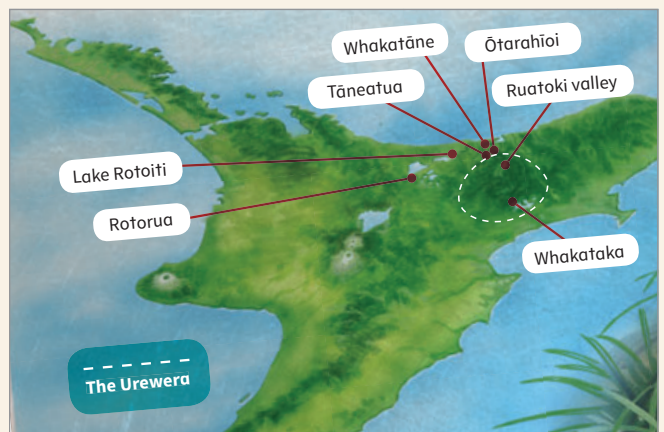 Whakatāne
Ōtarahīoi
Tāneatua
Ruatoki valley
Lake Rotoiti
Rotorua
Whakataka
The Urewera